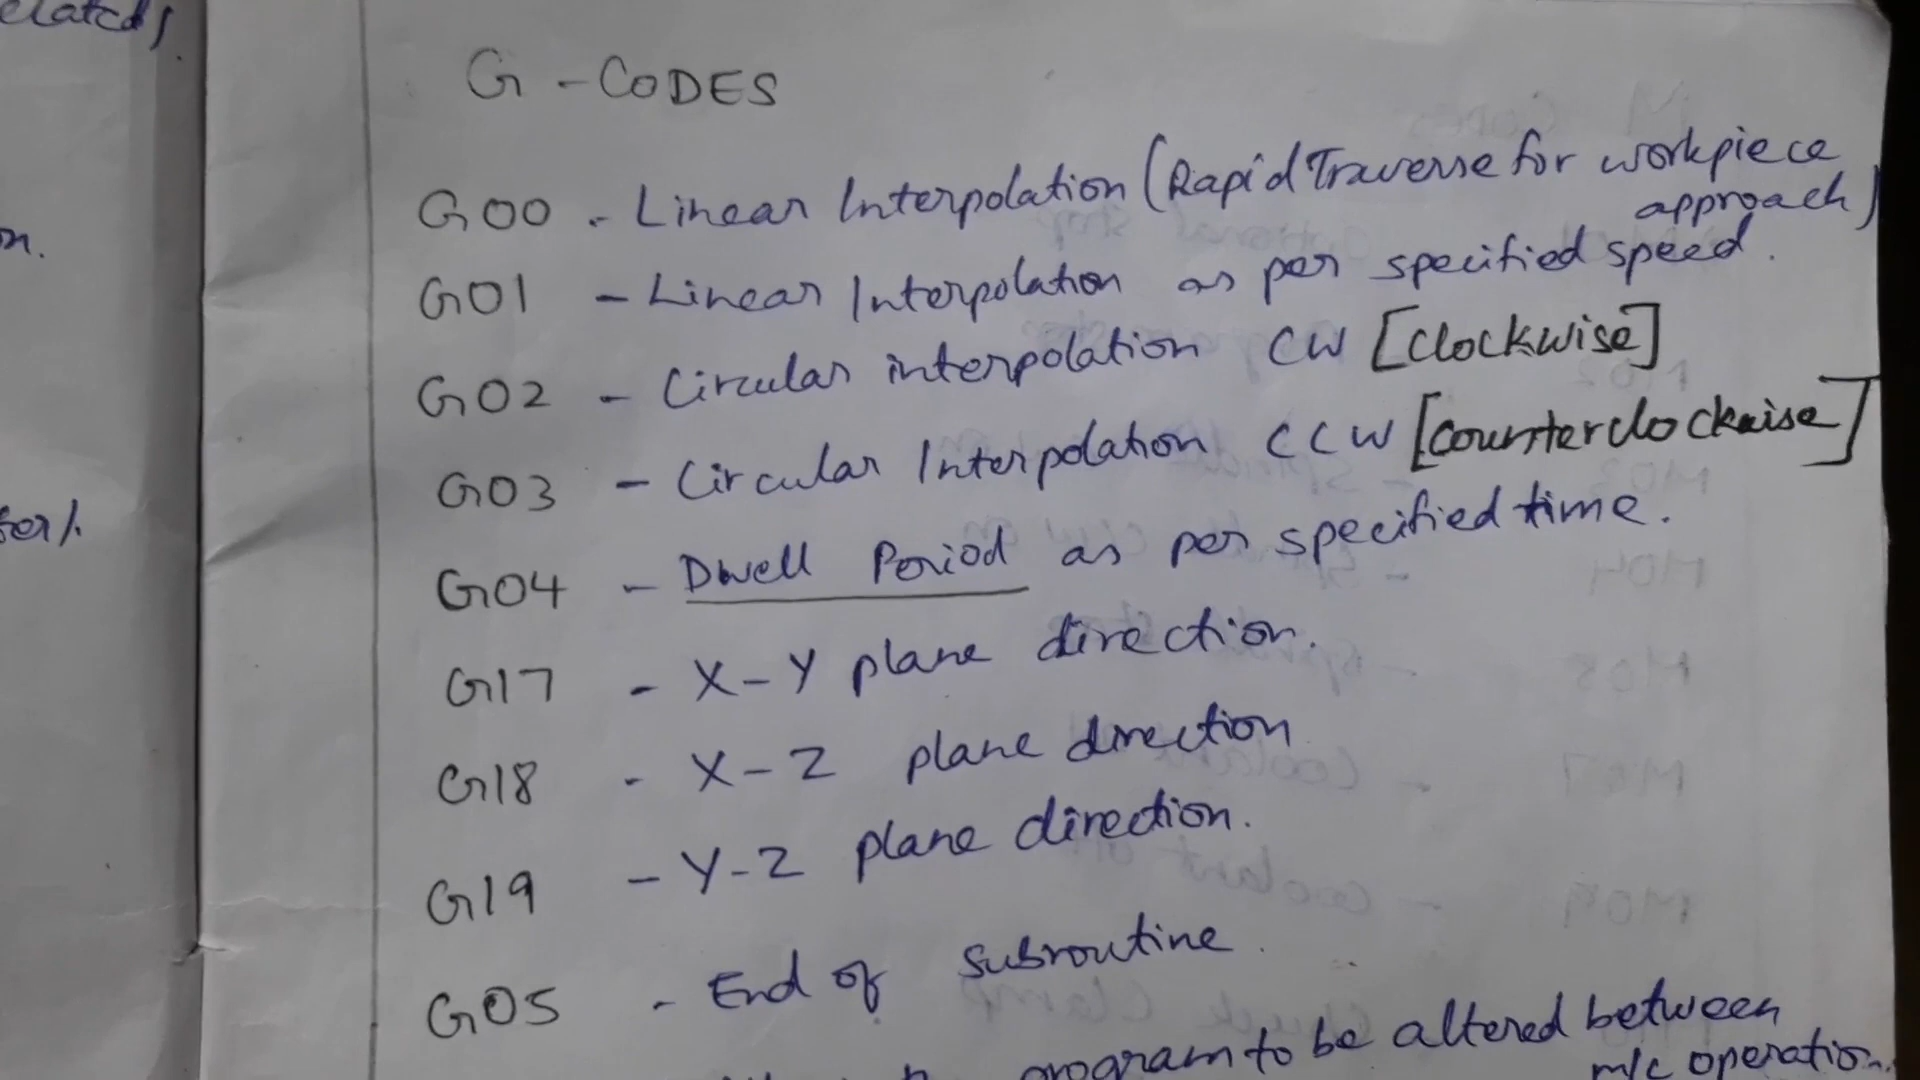 elated,
n.
G-CODES
G00 - Linear Interpolation (Rapid Traverse for workpiece
approach)
G01 - Linear Interpolation as per specified speed.
G02 - Circular interpolation CW [Clockwise]
G03 - Circular Interpolation CCW [Counterclockwise]
G04 - Dwell Period as per specified time.
G17 - X-Y plane direction.
G18 - X-Z plane direction
G19 - Y-Z plane direction.
G05 - End of subroutine.
program to be altered between
m/c operation.